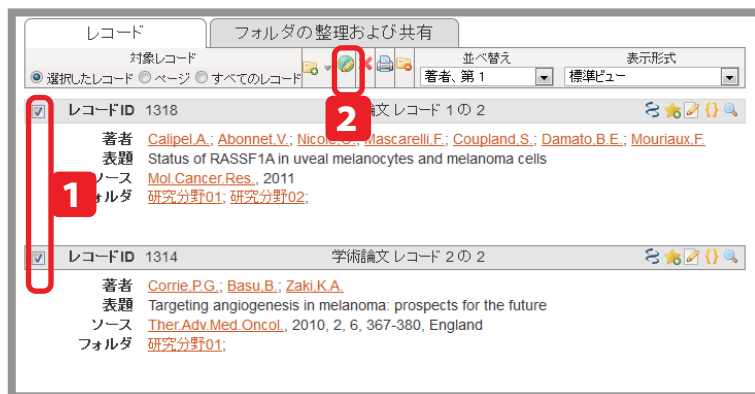 レコード フォルダの整理および共有
対象レコード 並べ替え 表示形式
選択したレコード ページ すべてのレコード 著者、第 1 標準ビュー
2
レコードID 1318 論文 レコード 1 の 2
著者 Calipel,A.; Abonnet,V.; Mascarelli,F.; Coupland,S.; Damato,B.E.; Mouriaux,F.
表題 Status of RASSF1A in uveal melanocytes and melanoma cells
1
ソース Mol.Cancer.Res., 2011
フォルダ 研究分野01; 研究分野02;
レコードID 1314 学術論文 レコード 2 の 2
著者 Corrie,P.G.; Basu,B.; Zaki,K.A.
表題 Targeting angiogenesis in melanoma: prospects for the future
ソース Ther.Adv.Med.Oncol., 2010, 2, 6, 367-380, England
フォルダ 研究分野01;